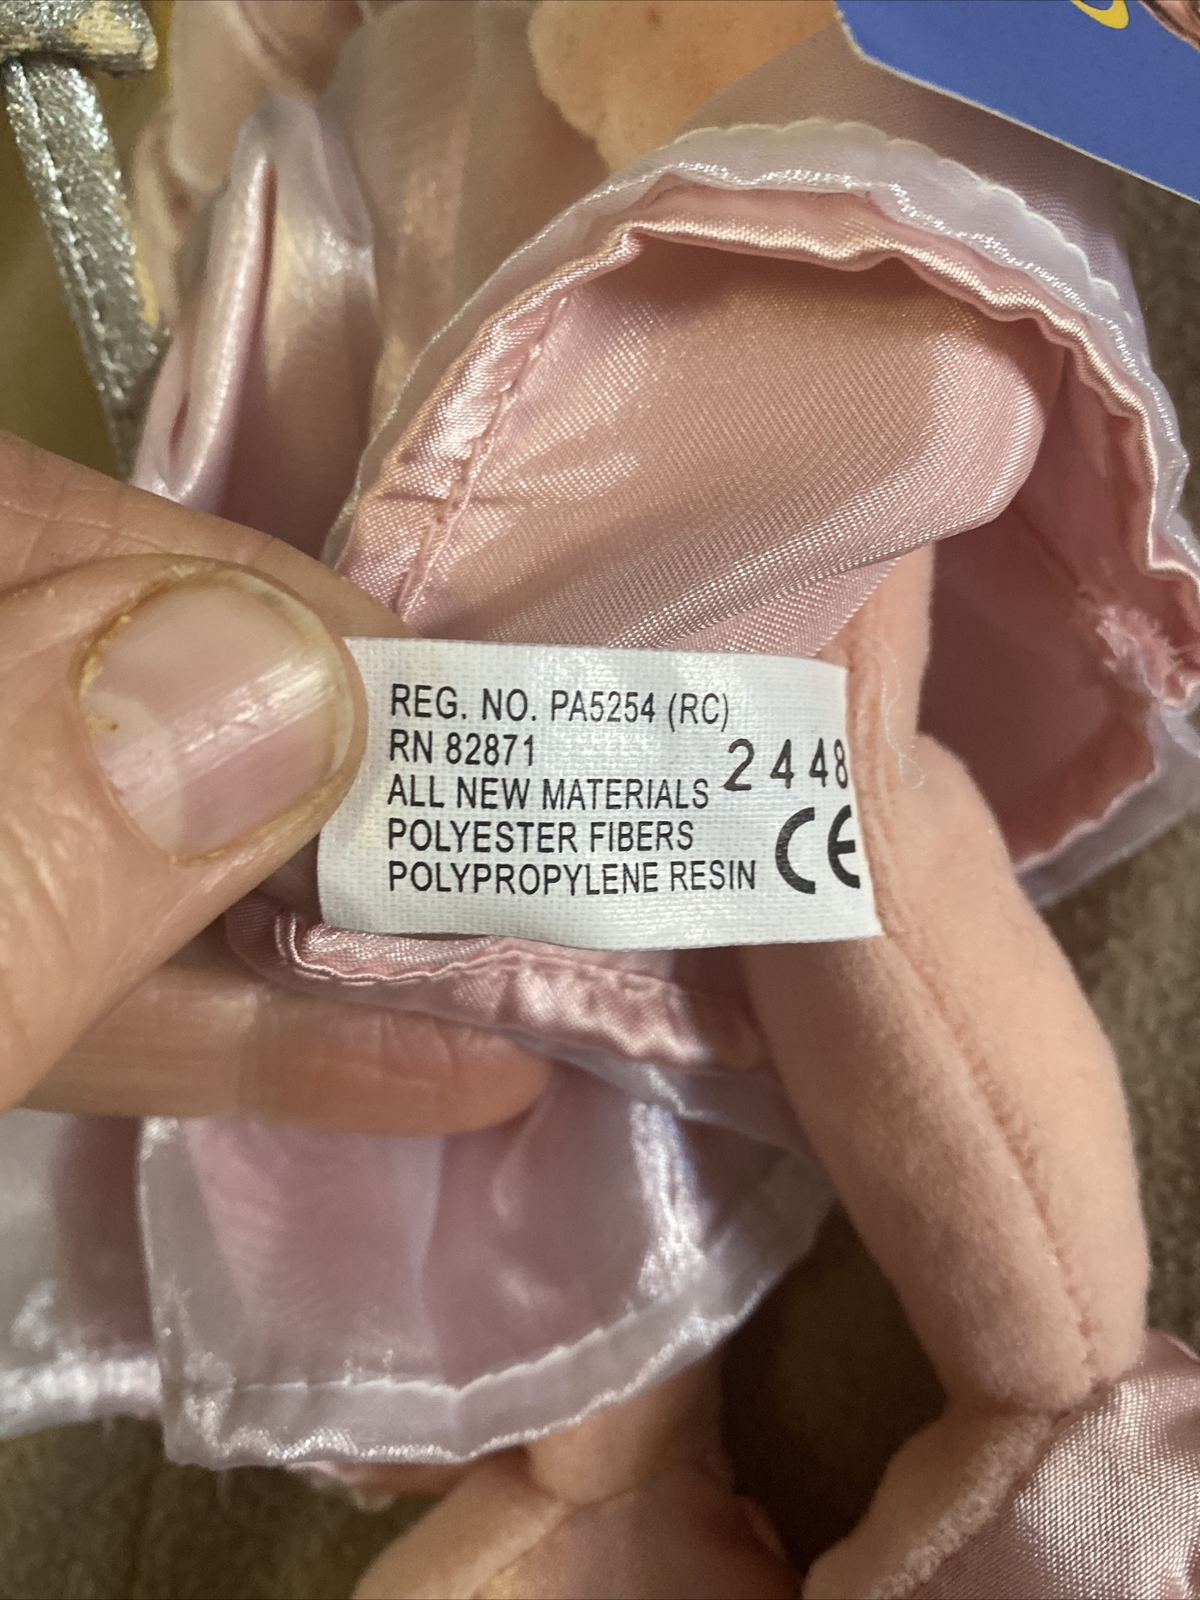 REG. NO. PA5254 (RC)
RN 82871
2448
ALL NEW MATERIALS
POLYESTER FIBERS
POLYPROPYLENE RESIN
CE